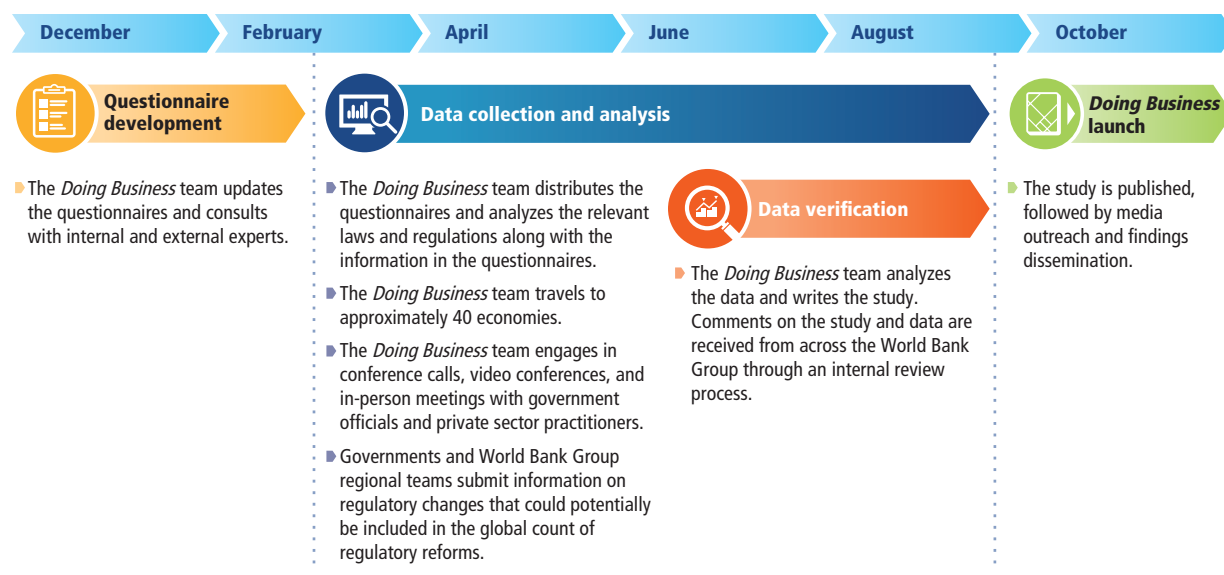 December
February
April
June
August
October
Questionnaire
development
Data collection and analysis
Doing Business
launch
The Doing Business team updates
the questionnaires and consults
with internal and external experts.
The Doing Business team distributes the
questionnaires and analyzes the relevant
laws and regulations along with the
information in the questionnaires.
The Doing Business team travels to
approximately 40 economies.
The Doing Business team engages in
conference calls, video conferences, and
in-person meetings with government
officials and private sector practitioners.
Governments and World Bank Group
regional teams submit information on
regulatory changes that could potentially
be included in the global count of
regulatory reforms.
Data verification
The Doing Business team analyzes
the data and writes the study.
Comments on the study and data are
received from across the World Bank
Group through an internal review
process.
The study is published,
followed by media
outreach and findings
dissemination.